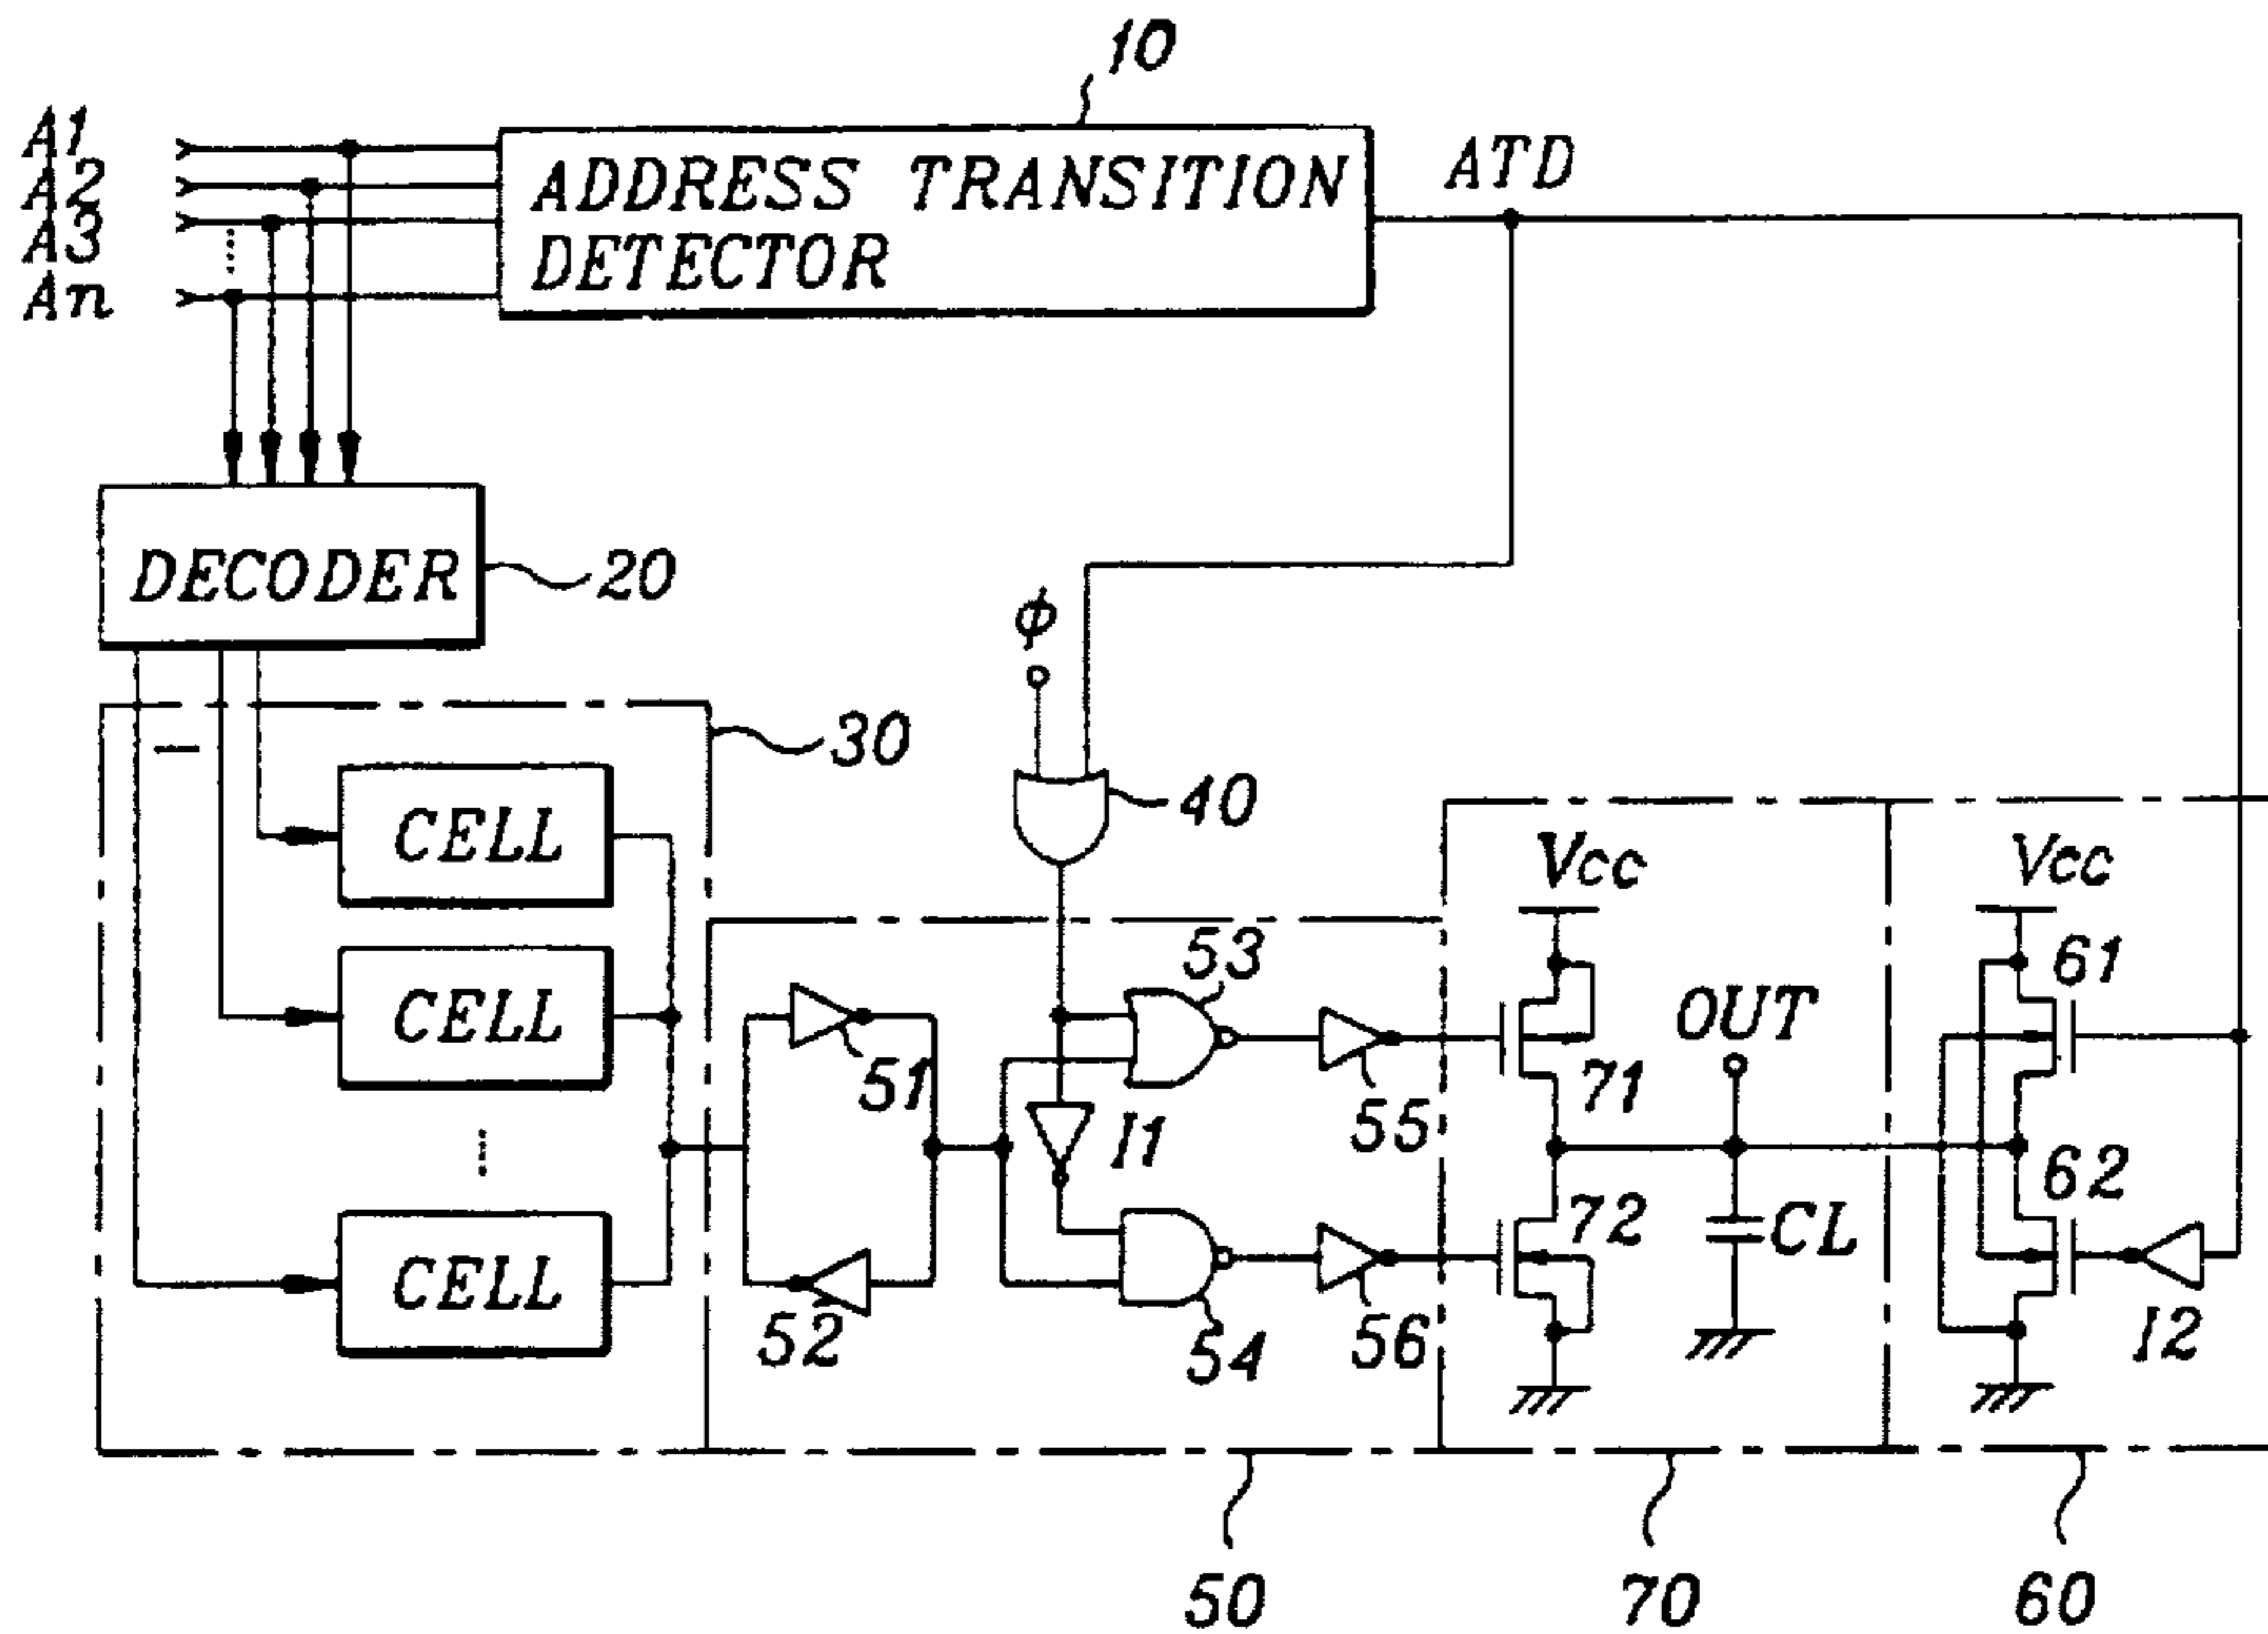 10
A1
A2
A3
An
ADDRESS TRANSITION
DETECTOR
ATD
DECODER
20
ϕ
30
40
CELL
CELL
CELL
Vcc
Vcc
53
61
OUT
51
I1
55
71
62
72
CL
52
54
56
I2
50
70
60